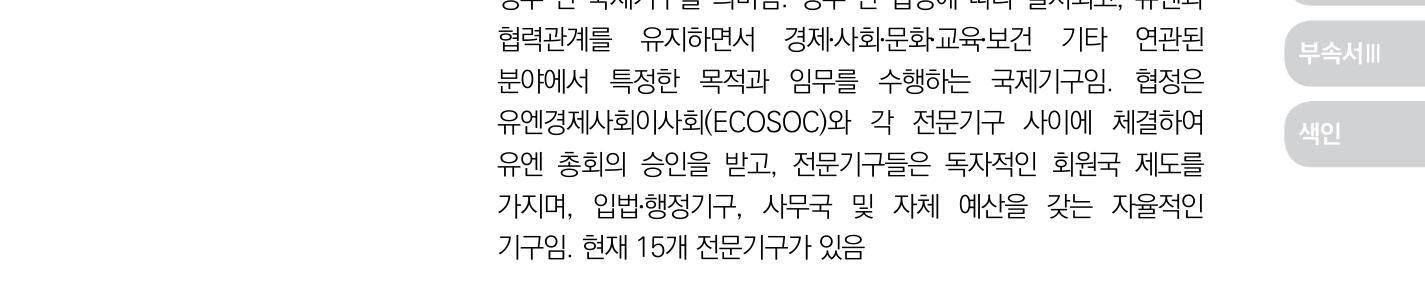 협력관계를 유지하면서 경제·사회·문화·교육·보건 기타 연관된
분야에서 특정한 목적과 임무를 수행하는 국제기구임. 협정은
유엔경제사회이사회(ECOSOC)와 각 전문기구 사이에 체결하여
유엔 총회의 승인을 받고, 전문기구들은 독자적인 회원국 제도를
가지며, 입법·행정기구, 사무국 및 자체 예산을 갖는 자율적인
기구임. 현재 15개 전문기구가 있음
부속서Ⅲ
색인